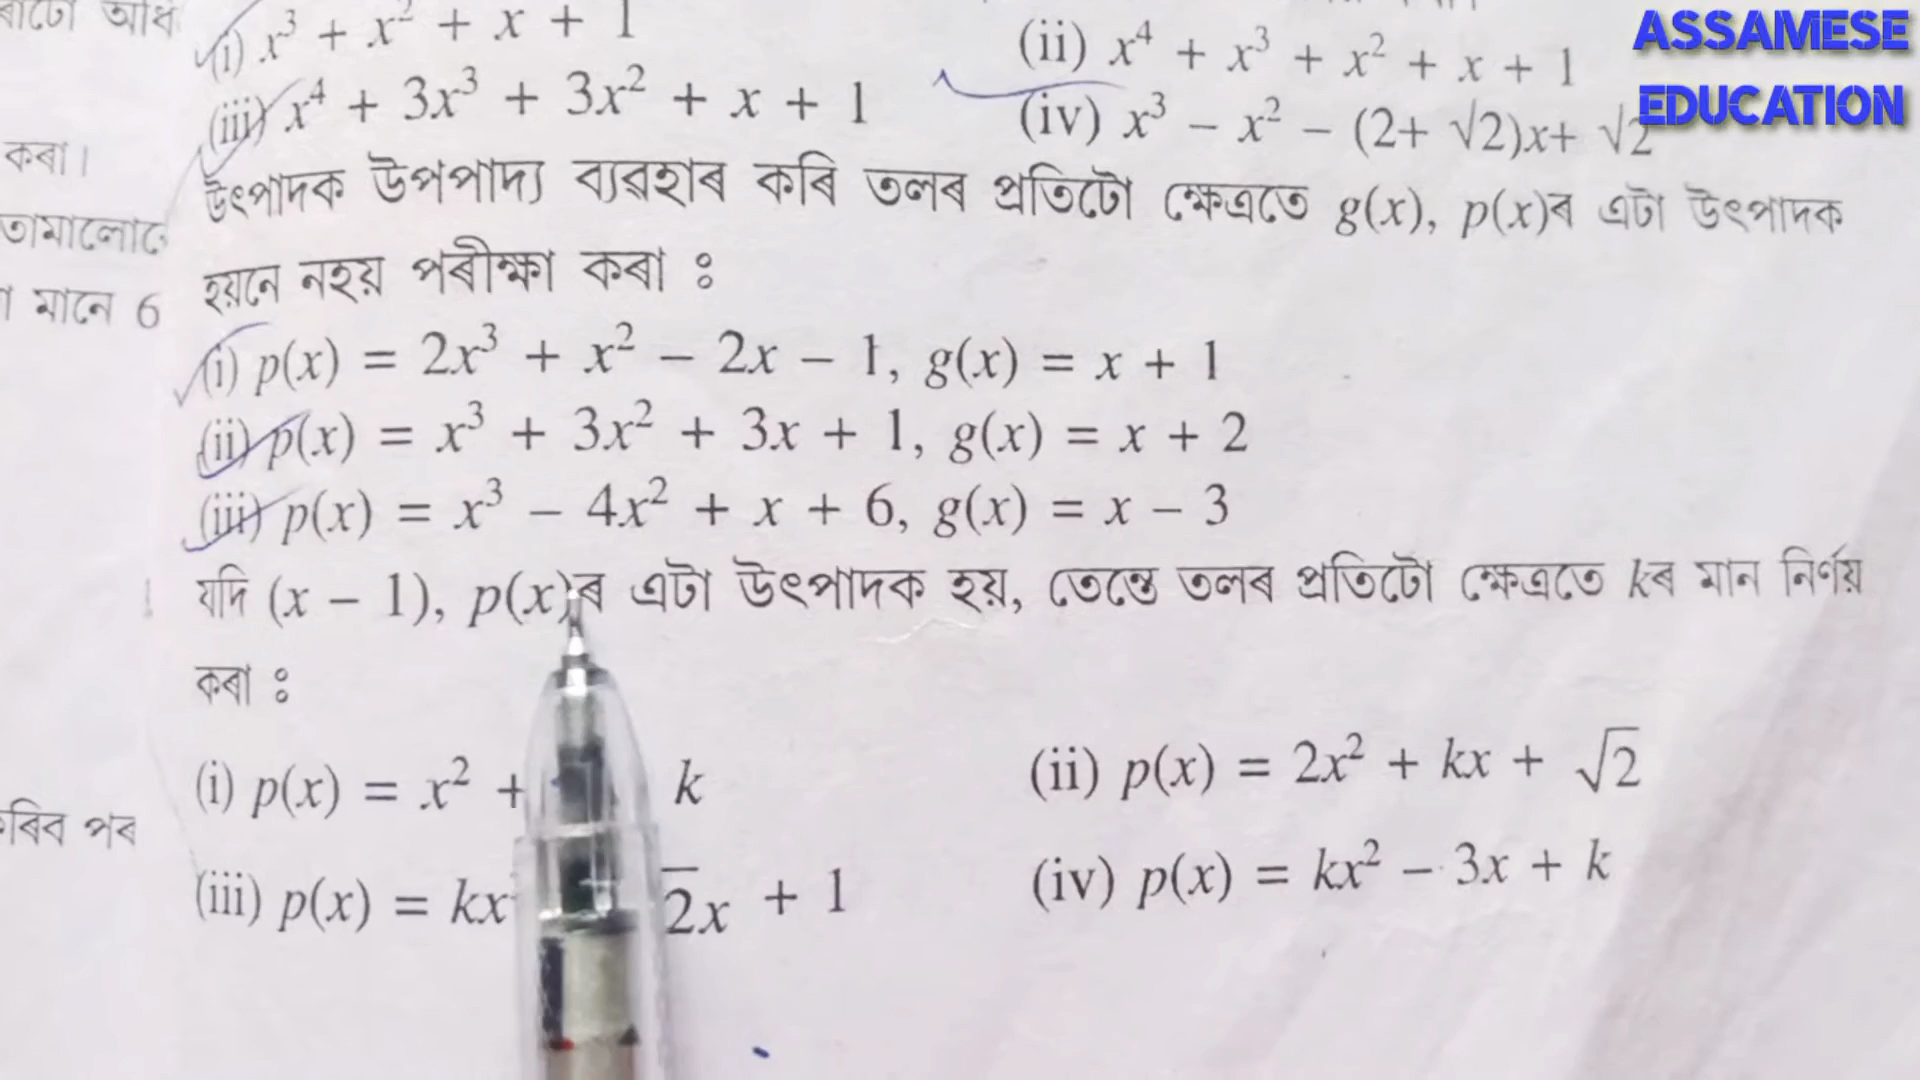 ASSAMESE
EDUCATION
(i) x³ + x² + x + 1 (ii) x⁴ + x³ + x² + x + 1
(iii) x⁴ + 3x³ + 3x² + x + 1 (iv) x³ − x² − (2+ √2)x+ √2
উৎপাদক উপপাদ্য ব্যৱহাৰ কৰি তলৰ প্ৰতিটো ক্ষেত্ৰতে g(x), p(x)ৰ এটা উৎপাদক
হয়নে নহয় পৰীক্ষা কৰা ঃ
(i) p(x) = 2x³ + x² − 2x − 1, g(x) = x + 1
(ii) p(x) = x³ + 3x² + 3x + 1, g(x) = x + 2
(iii) p(x) = x³ − 4x² + x + 6, g(x) = x − 3
যদি (x − 1), p(x)ৰ এটা উৎপাদক হয়, তেন্তে তলৰ প্ৰতিটো ক্ষেত্ৰতে kৰ মান নিৰ্ণয়
কৰা ঃ
(i) p(x) = x² + k (ii) p(x) = 2x² + kx + √2
(iii) p(x) = kx 2x + 1 (iv) p(x) = kx² − 3x + k
কৰা।
মানে 6
পৰ